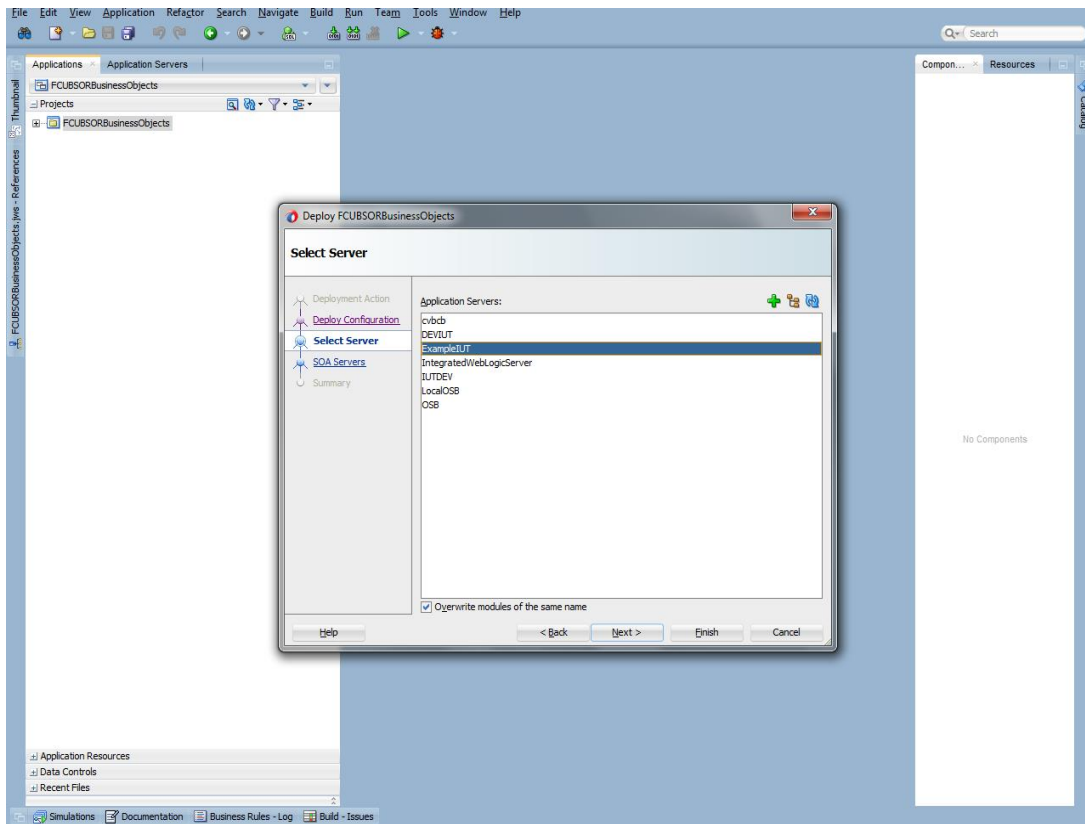 File Edit View Application Refactor Search Navigate Build Run Team Tools Window Help
Search
Applications Application Servers
Compon... Resources
FCUBSORBusinessObjects
Projects
FCUBSORBusinessObjects
Thumbnail
FCUBSORBusinessObjects.jws - References
Catalog
Deploy FCUBSORBusinessObjects
Select Server
Deployment Action
Deploy Configuration
Select Server
SOA Servers
Summary
Application Servers:
cvbcb
DEVIUT
ExampleIUT
IntegratedWebLogicServer
IUTDEV
LocalOSB
OSB
Overwrite modules of the same name
Help < Back Next > Finish Cancel
No Components
Application Resources
Data Controls
Recent Files
Simulations Documentation Business Rules - Log Build - Issues